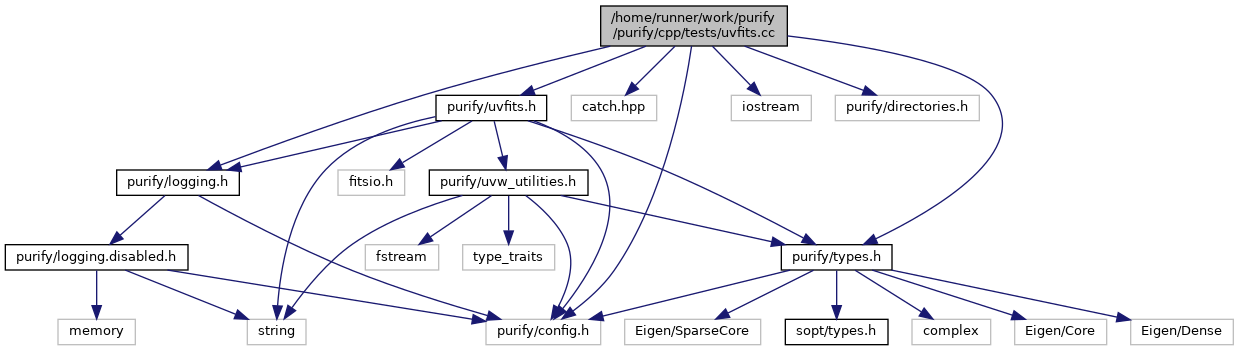 /home/runner/work/purify
/purify/cpp/tests/uvfits.cc
purify/uvfits.h
catch.hpp
iostream
purify/directories.h
purify/logging.h
fitsio.h
purify/uvw_utilities.h
purify/logging.disabled.h
fstream
type_traits
purify/types.h
memory
string
purify/config.h
Eigen/SparseCore
sopt/types.h
complex
Eigen/Core
Eigen/Dense